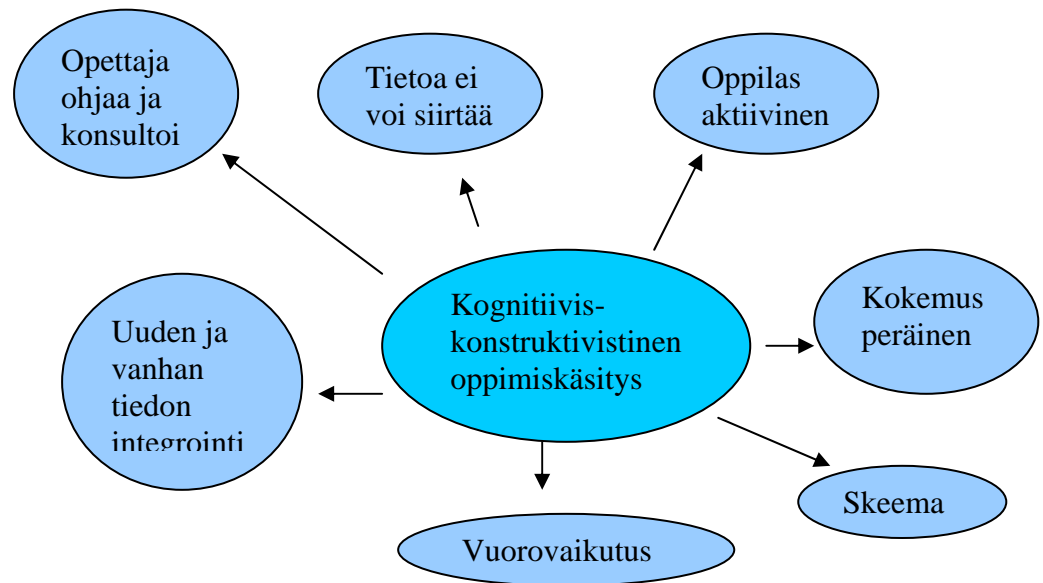 Opettaja
ohjaa ja
konsultoi
Tietoa ei
voi siirtää
Oppilas
aktiivinen
Kognitiivis-
konstruktivistinen
oppimiskäsitys
Kokemus
peräinen
Uuden ja
vanhan
tiedon
integrointi
Skeema
Vuorovaikutus